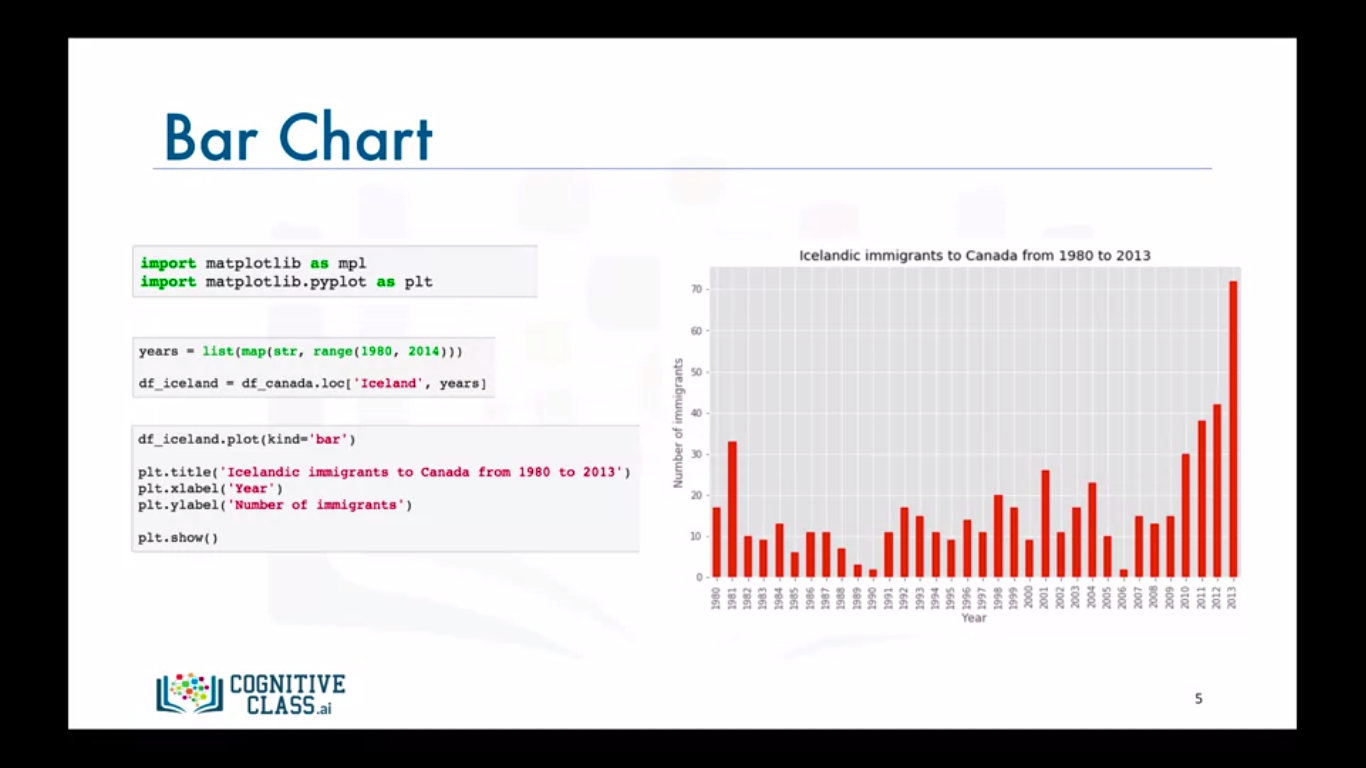 Bar Chart
import matplotlib as mpl
import matplotlib.pyplot as plt
years = list(map(str, range(1980, 2014)))
df_iceland = df_canada.loc['Iceland', years]
df_iceland.plot(kind='bar')
plt.title('Icelandic immigrants to Canada from 1980 to 2013')
plt.xlabel('Year')
plt.ylabel('Number of immigrants')
plt.show()
Icelandic immigrants to Canada from 1980 to 2013
Number of immigrants
70
60
50
40
30
20
10
0
1980 1981 1982 1983 1984 1985 1986 1987 1988 1989 1990 1991 1992 1993 1994 1995 1996 1997 1998 1999 2000 2001 2002 2003 2004 2005 2006 2007 2008 2009 2010 2011 2012 2013
Year
COGNITIVE
CLASS.ai
5